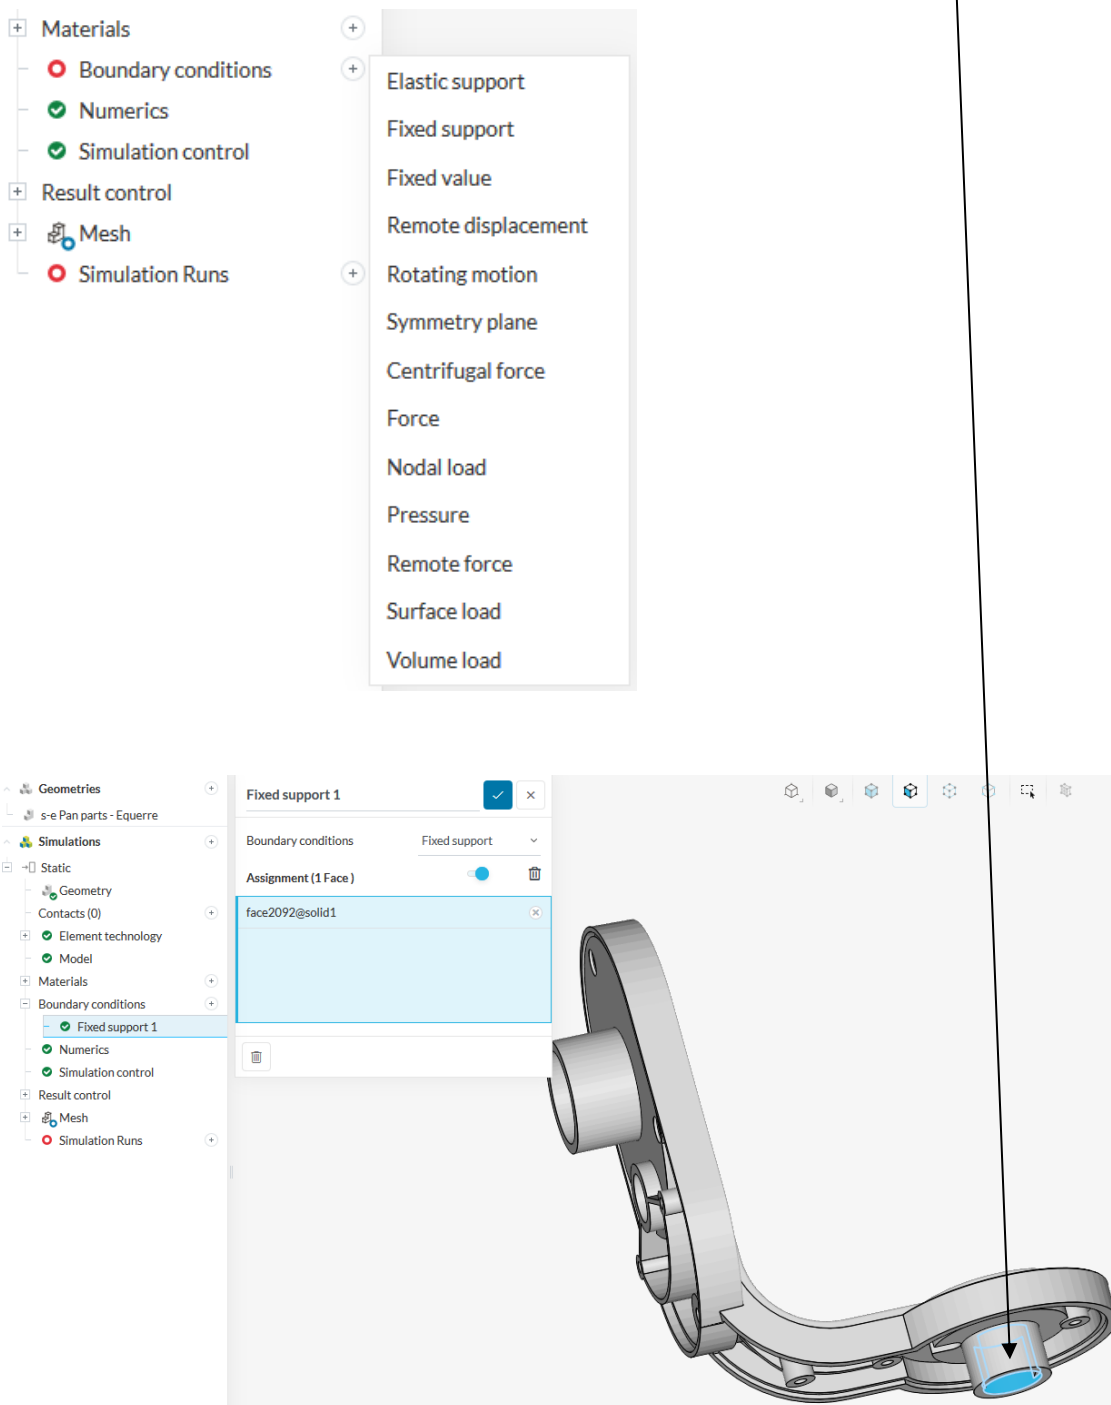 Materials
Boundary conditions
Numerics
Simulation control
Result control
Mesh
Simulation Runs
Elastic support
Fixed support
Fixed value
Remote displacement
Rotating motion
Symmetry plane
Centrifugal force
Force
Nodal load
Pressure
Remote force
Surface load
Volume load
Geometries
s-e Pan parts - Equerre
Simulations
Static
Geometry
Contacts (0)
Element technology
Model
Materials
Boundary conditions
Fixed support 1
Numerics
Simulation control
Result control
Mesh
Simulation Runs
Fixed support 1
Boundary conditions Fixed support
Assignment (1 Face )
face2092@solid1